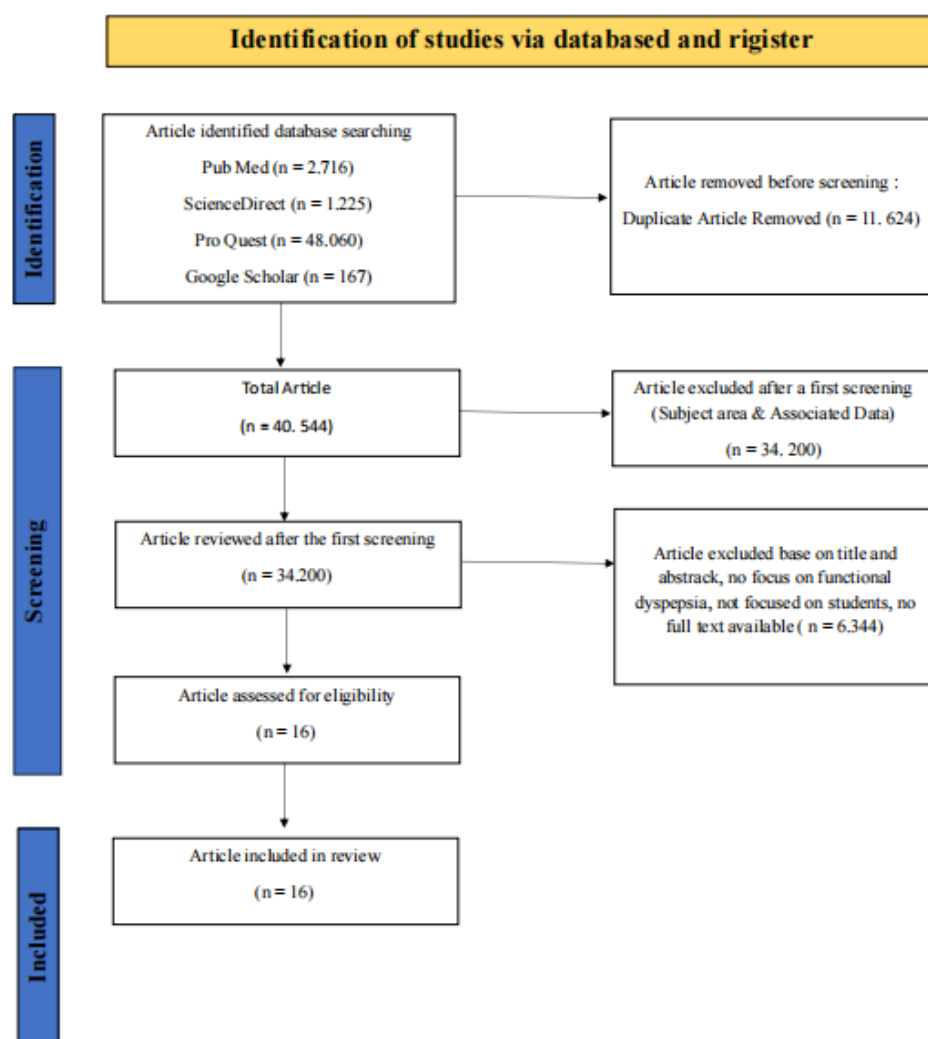 Identification of studies via databased and rigister
Identification
Article identified database searching
Pub Med (n = 2.716)
ScienceDirect (n = 1.225)
Pro Quest (n = 48.060)
Google Scholar (n = 167)
Article removed before screening :
Duplicate Article Removed (n = 11. 624)
Screening
Total Article
(n = 40. 544)
Article excluded after a first screening
(Subject area & Associated Data)
(n = 34. 200)
Article reviewed after the first screening
(n = 34.200)
Article excluded base on title and
abstrack, no focus on functional
dyspepsia, not focused on students, no
full text available ( n = 6.344)
Article assessed for eligibility
(n = 16)
Included
Article included in review
(n = 16)